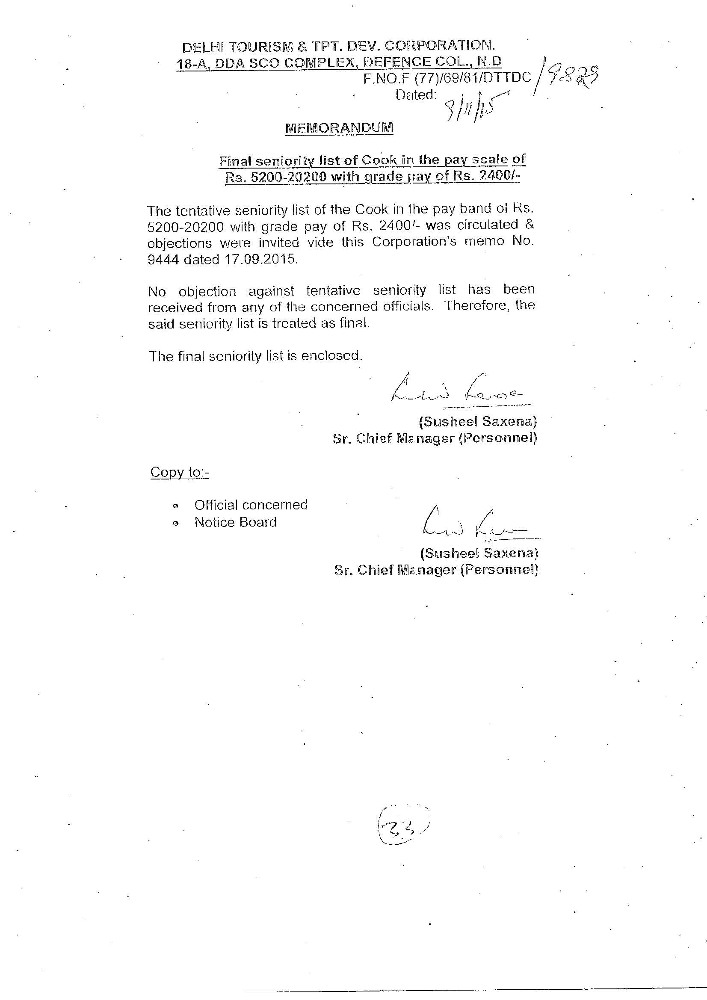 DELHI TOURISM & TPT. DEV. CORPORATION.
18-A, DDA SCO COMPLEX, DEFENCE COL., N.D
F.NO.F (77)/69/81/DTTDC /9829
Dated: 3/11/15
MEMORANDUM
Final seniority list of Cook in the pay scale of
Rs. 5200-20200 with grade pay of Rs. 2400/-
The tentative seniority list of the Cook in the pay band of Rs.
5200-20200 with grade pay of Rs. 2400/- was circulated &
objections were invited vide this Corporation's memo No.
9444 dated 17.09.2015.
No objection against tentative seniority list has been
received from any of the concerned officials. Therefore, the
said seniority list is treated as final.
The final seniority list is enclosed.
(Susheel Saxena)
Sr. Chief Manager (Personnel)
Copy to:-
• Official concerned
• Notice Board
(Susheel Saxena)
Sr. Chief Manager (Personnel)
33